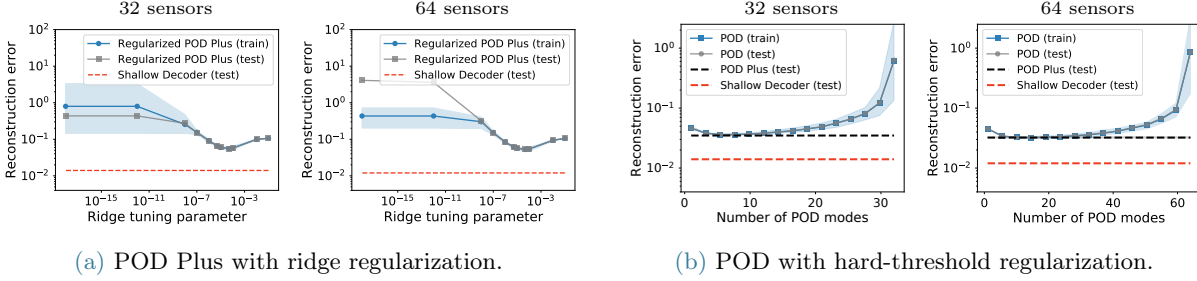 32 sensors
Reconstruction error
10²
10¹
10⁰
10⁻¹
10⁻²
Regularized POD Plus (train)
Regularized POD Plus (test)
Shallow Decoder (test)
10⁻¹⁵ 10⁻¹¹ 10⁻⁷ 10⁻³
Ridge tuning parameter
64 sensors
Reconstruction error
10²
10¹
10⁰
10⁻¹
10⁻²
Regularized POD Plus (train)
Regularized POD Plus (test)
Shallow Decoder (test)
10⁻¹⁵ 10⁻¹¹ 10⁻⁷ 10⁻³
Ridge tuning parameter
(a) POD Plus with ridge regularization.
32 sensors
Reconstruction error
10⁰
10⁻¹
10⁻²
POD (train)
POD (test)
POD Plus (test)
Shallow Decoder (test)
0 10 20 30
Number of POD modes
64 sensors
Reconstruction error
10⁰
10⁻¹
10⁻²
POD (train)
POD (test)
POD Plus (test)
Shallow Decoder (test)
0 20 40 60
Number of POD modes
(b) POD with hard-threshold regularization.